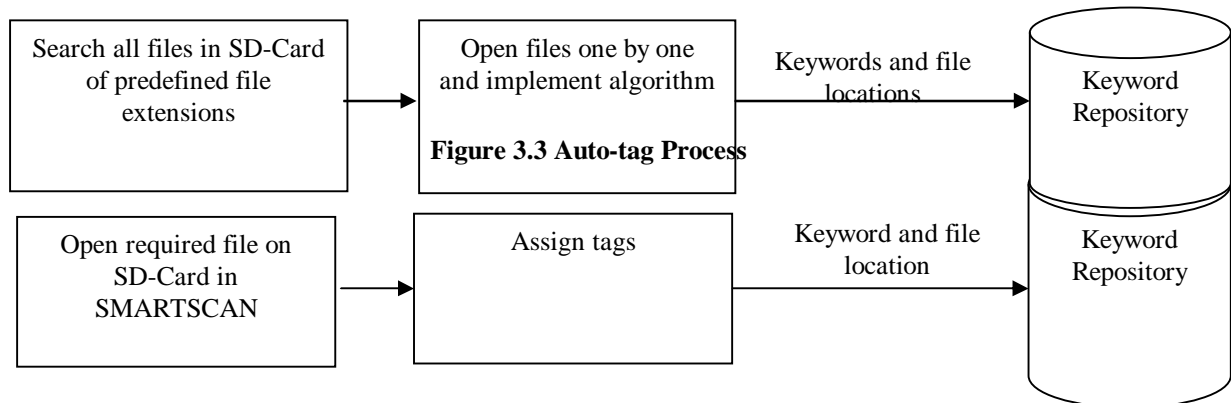 Search all files in SD-Card
of predefined file
extensions
Open files one by one
and implement algorithm
Keywords and file
locations
Keyword
Repository
Figure 3.3 Auto-tag Process
Open required file on
SD-Card in
SMARTSCAN
Assign tags
Keyword and file
location
Keyword
Repository